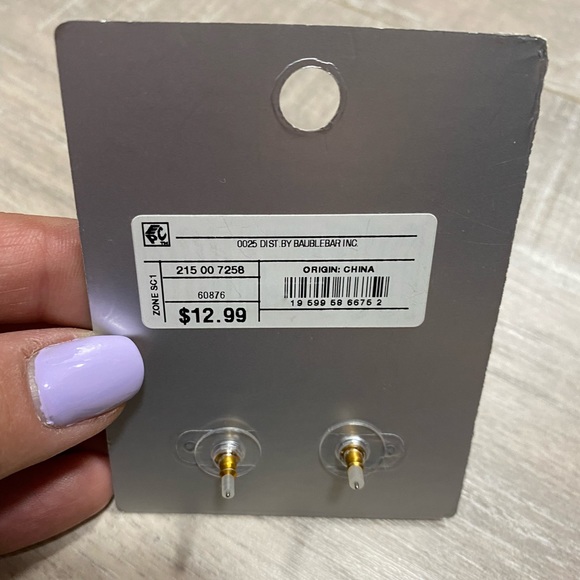 EPC™
0025 DIST. BY BAUBLEBAR INC.
ZONE SC1
215 00 7258
60876
$12.99
ORIGIN: CHINA
19 599 58 6675 2